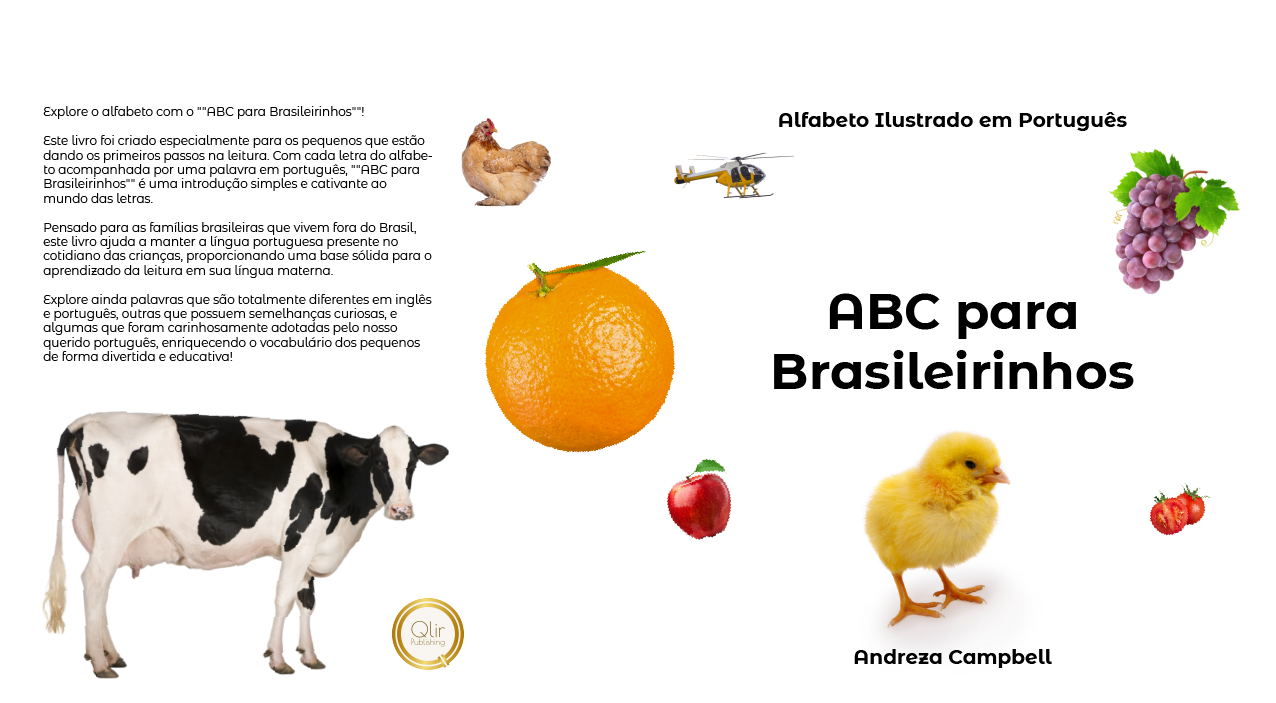 Explore o alfabeto com o ""ABC para Brasileirinhos""!
Este livro foi criado especialmente para os pequenos que estão
dando os primeiros passos na leitura. Com cada letra do alfabe-
to acompanhada por uma palavra em português, ""ABC para
Brasileirinhos"" é uma introdução simples e cativante ao
mundo das letras.
Pensado para as famílias brasileiras que vivem fora do Brasil,
este livro ajuda a manter a língua portuguesa presente no
cotidiano das crianças, proporcionando uma base sólida para o
aprendizado da leitura em sua língua materna.
Explore ainda palavras que são totalmente diferentes em inglês
e português, outras que possuem semelhanças curiosas, e
algumas que foram carinhosamente adotadas pelo nosso
querido português, enriquecendo o vocabulário dos pequenos
de forma divertida e educativa!
Qlir
Publishing
Alfabeto Ilustrado em Português
ABC para
Brasileirinhos
Andreza Campbell